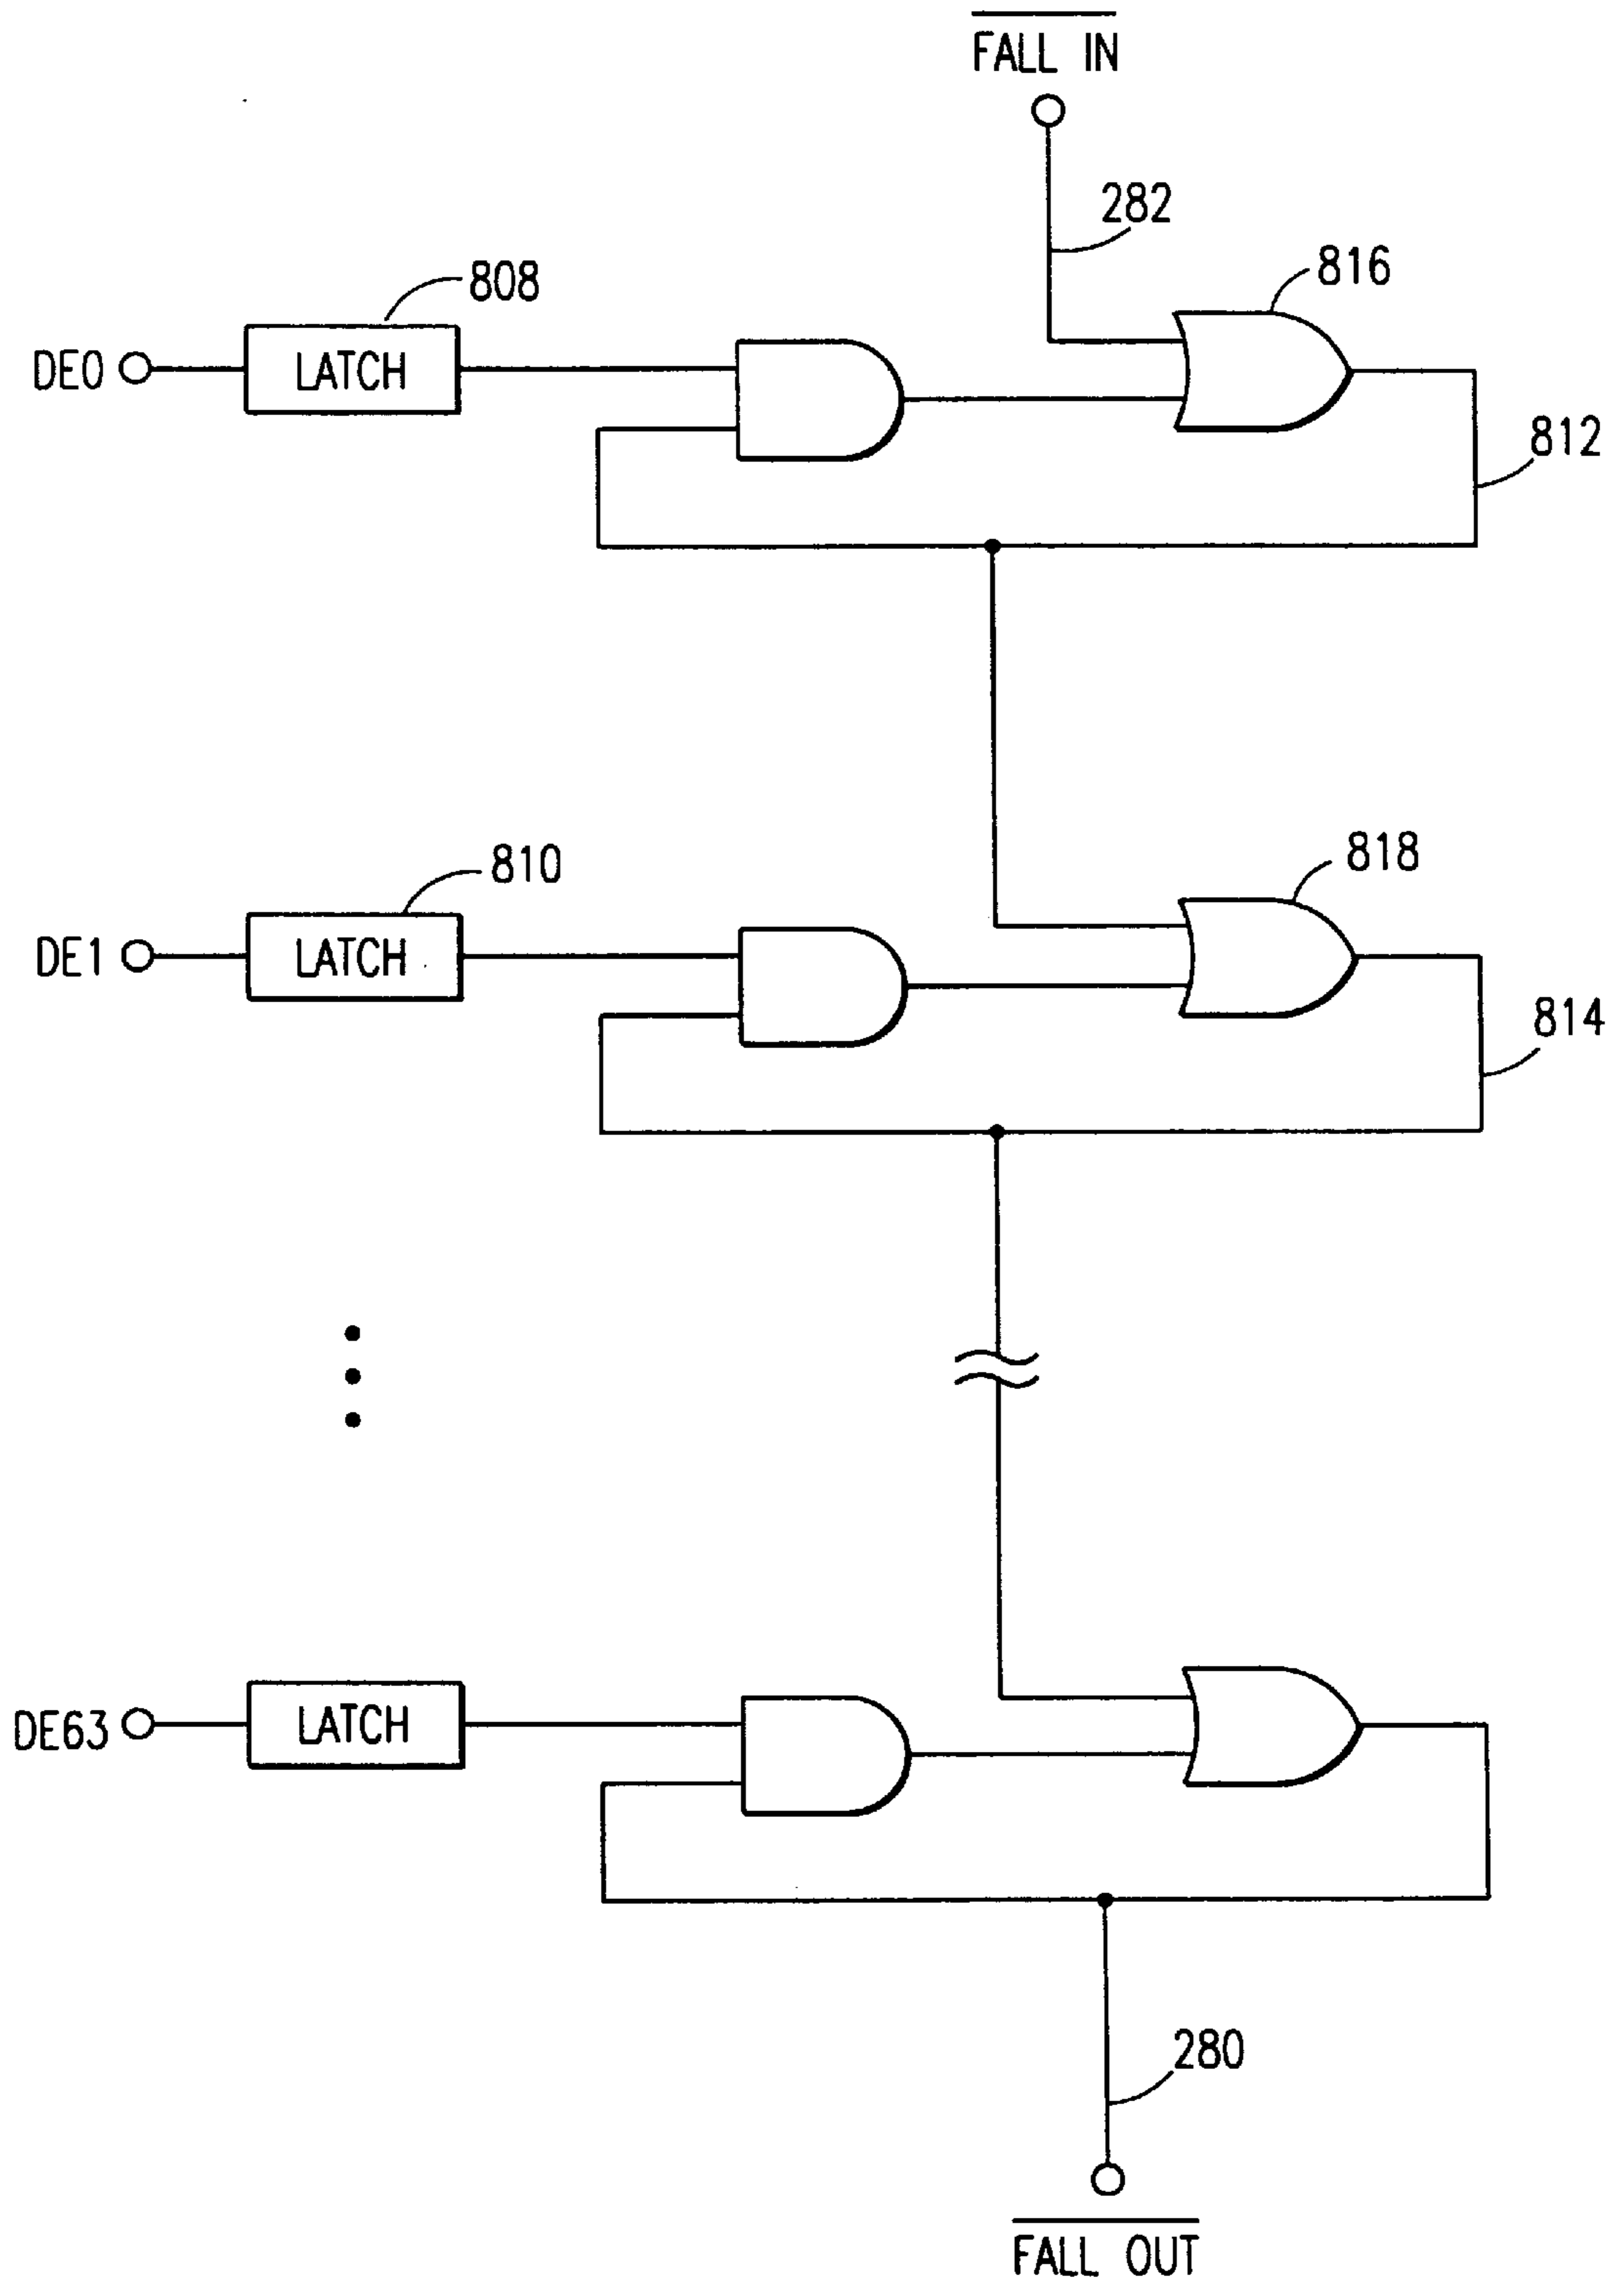 FALL IN
282
816
808
DE0
LATCH
812
818
810
DE1
LATCH
814
DE63
LATCH
280
FALL OUT